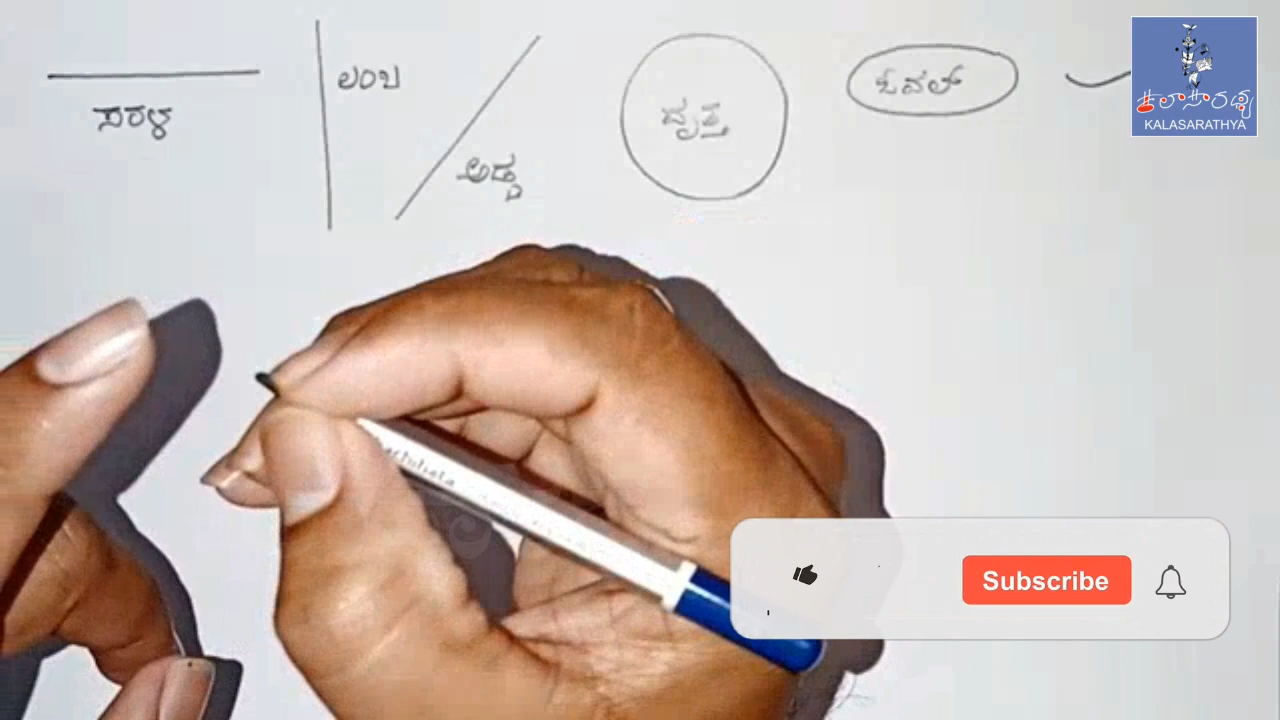 ಸರಳ
ಲಂಬ
ಅಡ್ಡ
ವೃತ್ತ
ಓವಲ್
ಕಲಾಸಾರಥ್ಯ
KALASARATHYA
Subscribe